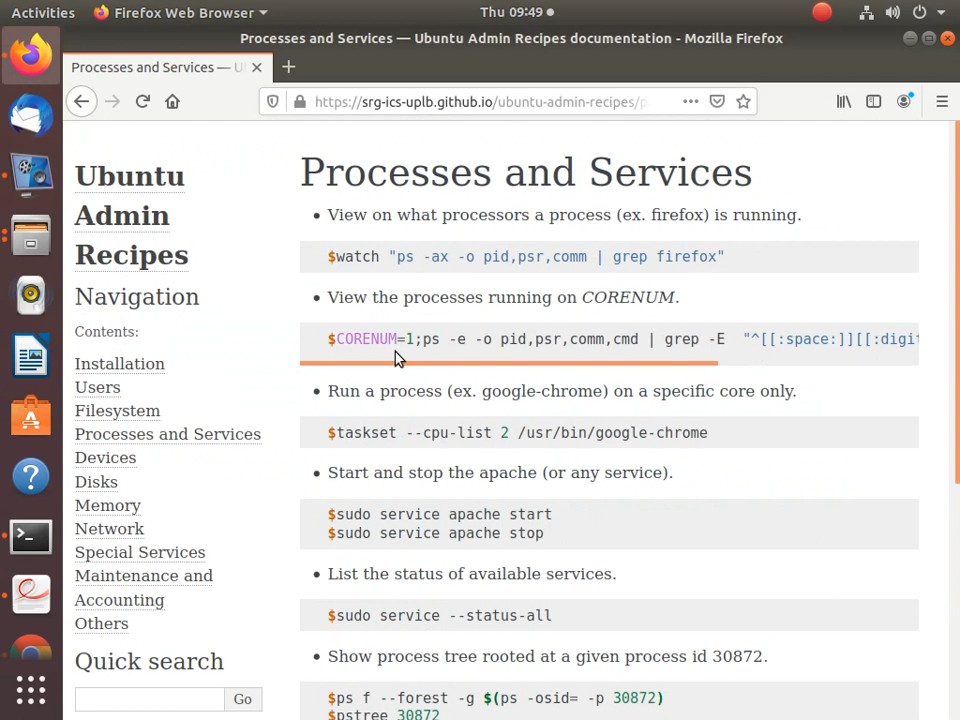 Activities Firefox Web Browser Thu 09:49
Processes and Services — Ubuntu Admin Recipes documentation - Mozilla Firefox
Processes and Services — U
https://srg-ics-uplb.github.io/ubuntu-admin-recipes/p
Ubuntu
Admin
Recipes
Navigation
Contents:
Installation
Users
Filesystem
Processes and Services
Devices
Disks
Memory
Network
Special Services
Maintenance and
Accounting
Others
Quick search
Go
Processes and Services
• View on what processors a process (ex. firefox) is running.
$watch "ps -ax -o pid,psr,comm | grep firefox"
• View the processes running on CORENUM.
$CORENUM=1;ps -e -o pid,psr,comm,cmd | grep -E  "^[[:space:]][[:digit
• Run a process (ex. google-chrome) on a specific core only.
$taskset --cpu-list 2 /usr/bin/google-chrome
• Start and stop the apache (or any service).
$sudo service apache start
$sudo service apache stop
• List the status of available services.
$sudo service --status-all
• Show process tree rooted at a given process id 30872.
$ps f --forest -g $(ps -osid= -p 30872)
$pstree 30872